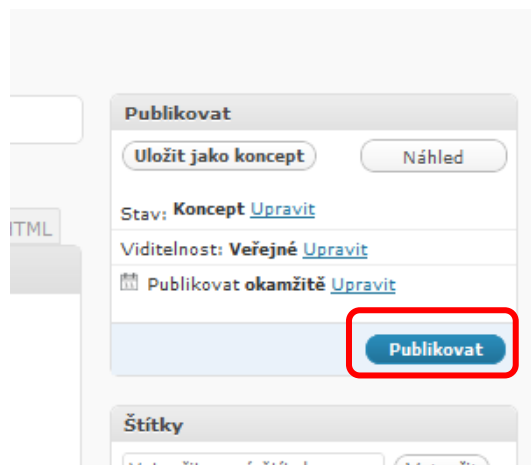 Publikovat
Uložit jako koncept Náhled
Stav: Koncept Upravit
TML
Viditelnost: Veřejné Upravit
Publikovat okamžitě Upravit
Publikovat
Štítky